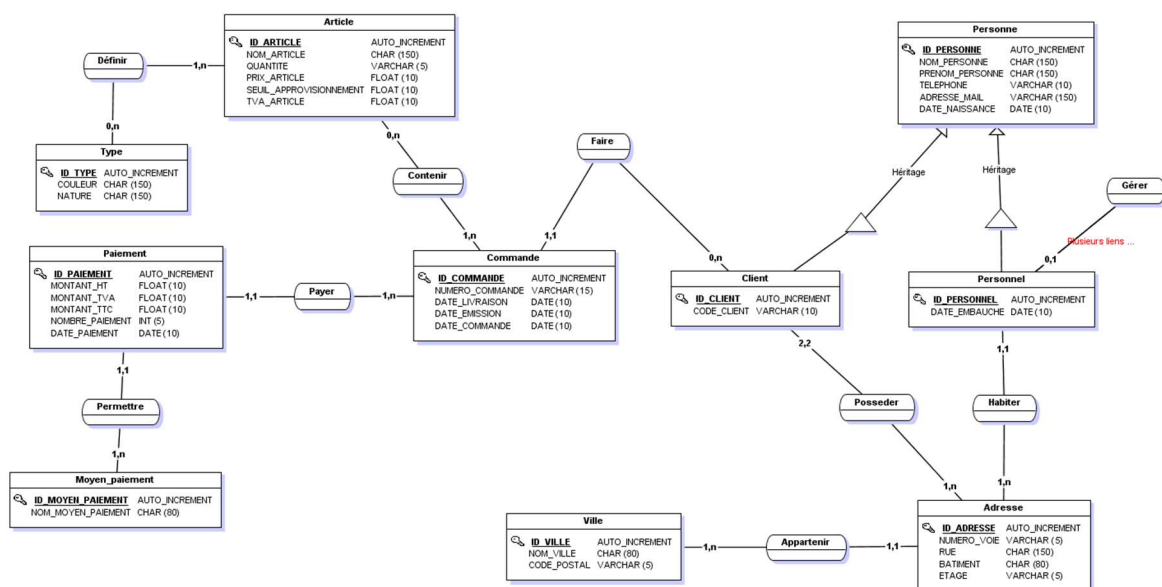 Article
ID_ARTICLE AUTO_INCREMENT
NOM_ARTICLE CHAR (150)
QUANTITE VARCHAR (5)
PRIX_ARTICLE FLOAT (10)
SEUIL_APPROVISIONNEMENT FLOAT (10)
TVA_ARTICLE FLOAT (10)
Définir
1,n
0,n
Type
ID_TYPE AUTO_INCREMENT
COULEUR CHAR (150)
NATURE CHAR (150)
0,n
Contenir
1,n
Faire
1,1
0,n
Personne
ID_PERSONNE AUTO_INCREMENT
NOM_PERSONNE CHAR (150)
PRENOM_PERSONNE CHAR (150)
TELEPHONE VARCHAR (10)
ADRESSE_MAIL VARCHAR (150)
DATE_NAISSANCE DATE (10)
Héritage
Héritage
Gérer
Plusieurs liens ...
0,1
Paiement
ID_PAIEMENT AUTO_INCREMENT
MONTANT_HT FLOAT (10)
MONTANT_TVA FLOAT (10)
MONTANT_TTC FLOAT (10)
NOMBRE_PAIEMENT INT (5)
DATE_PAIEMENT DATE (10)
1,1
Payer
1,n
Commande
ID_COMMANDE AUTO_INCREMENT
NUMERO_COMMANDE VARCHAR (15)
DATE_LIVRAISON DATE (10)
DATE_EMISSION DATE (10)
DATE_COMMANDE DATE (10)
Client
ID_CLIENT AUTO_INCREMENT
CODE_CLIENT VARCHAR (10)
Personnel
ID_PERSONNEL AUTO_INCREMENT
DATE_EMBAUCHE DATE (10)
1,1
Permettre
1,n
Moyen_paiement
ID_MOYEN_PAIEMENT AUTO_INCREMENT
NOM_MOYEN_PAIEMENT CHAR (80)
2,2
Posseder
1,n
1,1
Habiter
1,n
Ville
ID_VILLE AUTO_INCREMENT
NOM_VILLE CHAR (80)
CODE_POSTAL VARCHAR (5)
1,n
Appartenir
1,1
Adresse
ID_ADRESSE AUTO_INCREMENT
NUMERO_VOIE VARCHAR (5)
RUE CHAR (150)
BATIMENT CHAR (80)
ETAGE VARCHAR (5)